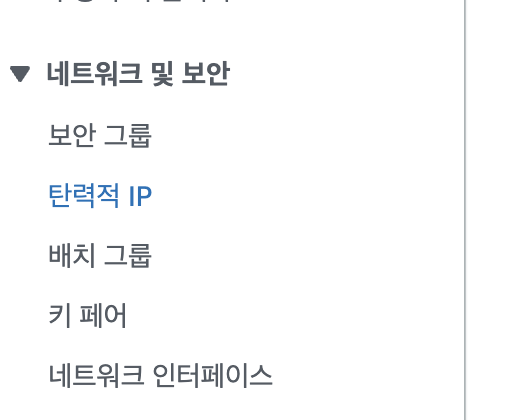 네트워크 및 보안
보안 그룹
탄력적 IP
배치 그룹
키 페어
네트워크 인터페이스